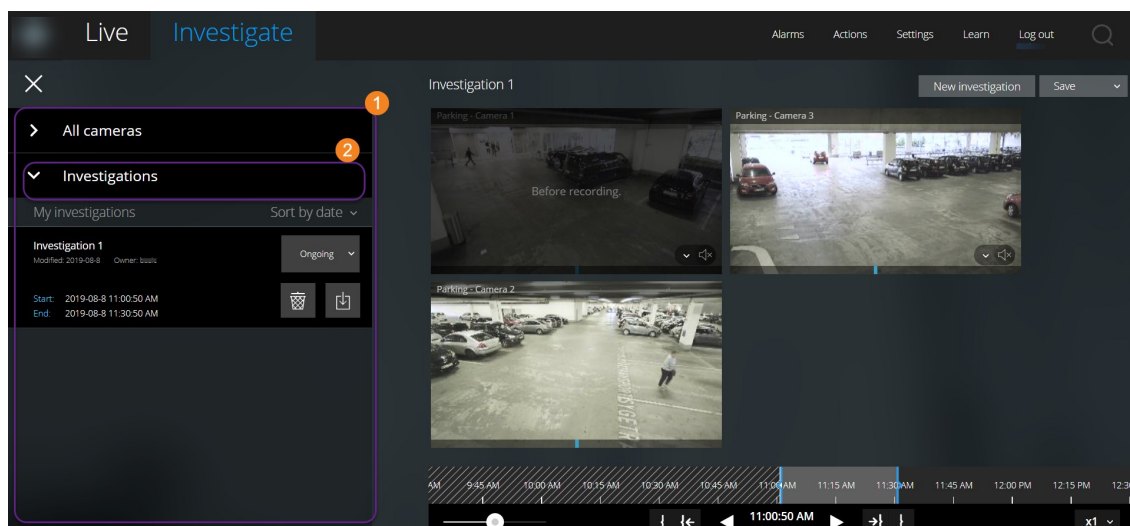 Live Investigate Alarms Actions Settings Learn Log out
Investigation 1 New investigation Save
1
All cameras
2
Investigations
My investigations Sort by date
Investigation 1
Modified: 2019-08-8 Owner:
Ongoing
Start: 2019-08-8 11:00:50 AM
End: 2019-08-8 11:30:50 AM
Parking - Camera 1
Before recording.
Parking - Camera 3
Parking - Camera 2
AM 9:45 AM 10:00 AM 10:15 AM 10:30 AM 10:45 AM 11:00 AM 11:15 AM 11:30 AM 11:45 AM 12:00 PM 12:15 PM 12:3
11:00:50 AM x1